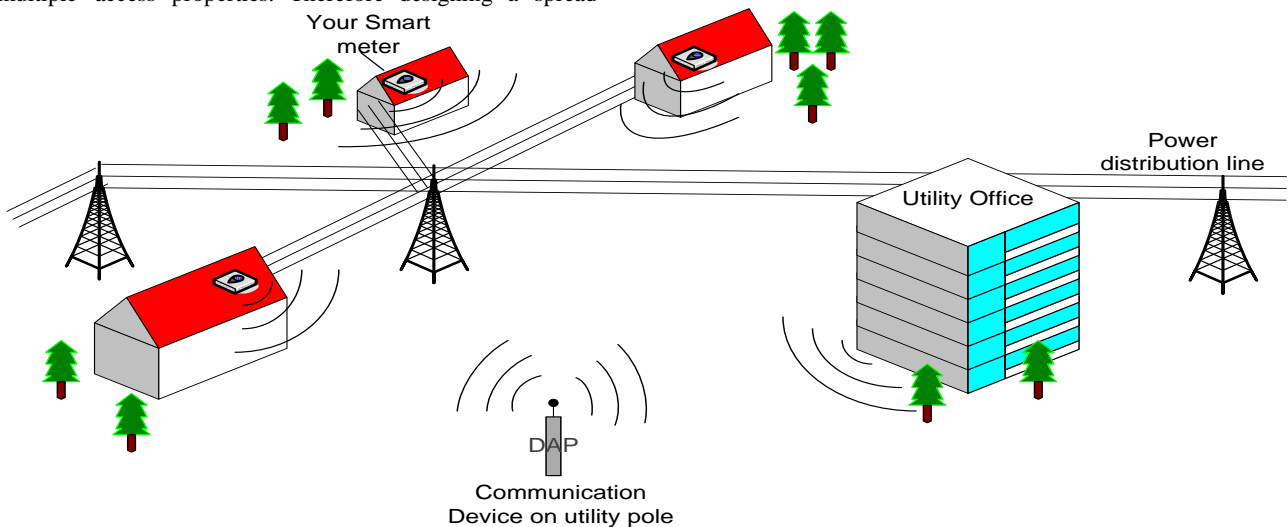 multiple access properties. Therefore designing a spread
Your Smart
meter
Power
distribution line
Utility Office
DAP
Communication
Device on utility pole